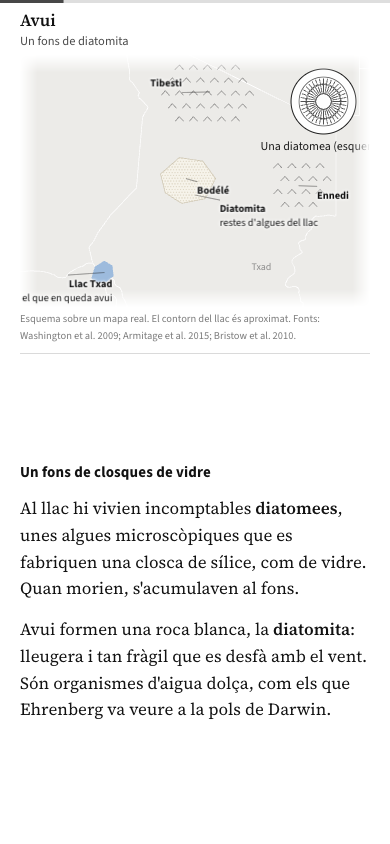 Avui
Un fons de diatomita
Tibesti
Una diatomea (esque
Bodélé
Ennedi
Diatomita
restes d'algues del llac
Txad
Llac Txad
el que en queda avui
Esquema sobre un mapa real. El contorn del llac és aproximat. Fonts:
Washington et al. 2009; Armitage et al. 2015; Bristow et al. 2010.
Un fons de closques de vidre
Al llac hi vivien incomptables diatomees,
unes algues microscòpiques que es
fabriquen una closca de sílice, com de vidre.
Quan morien, s'acumulaven al fons.
Avui formen una roca blanca, la diatomita:
lleugera i tan fràgil que es desfà amb el vent.
Són organismes d'aigua dolça, com els que
Ehrenberg va veure a la pols de Darwin.